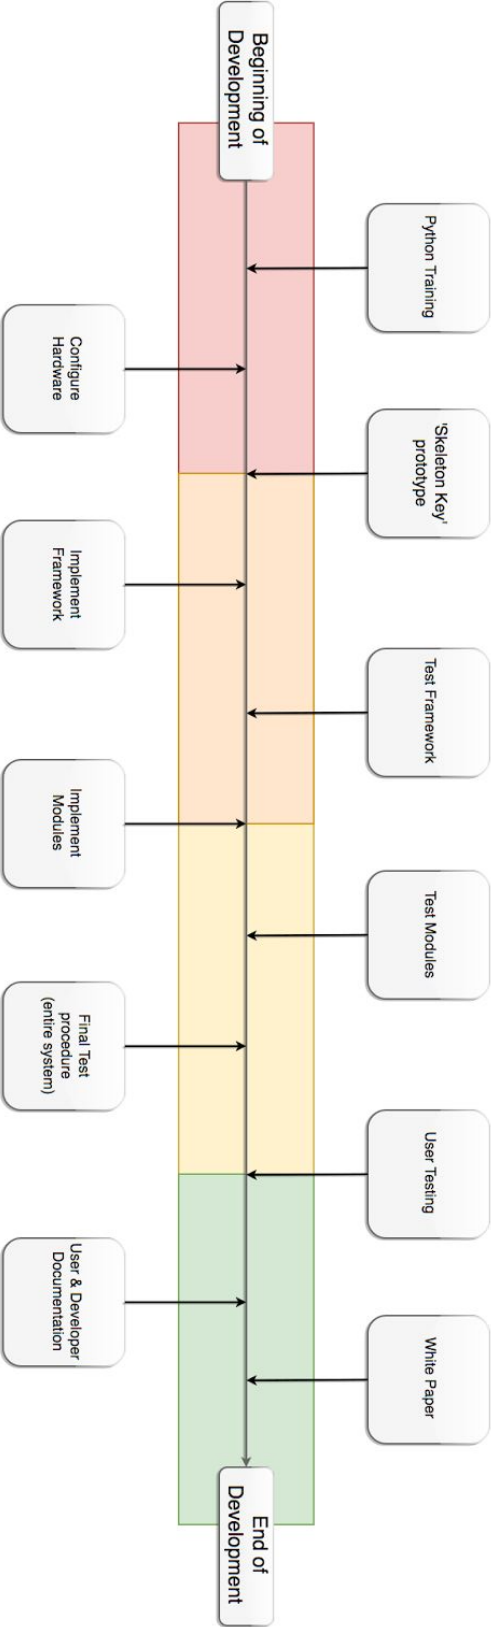 Beginning of
Development
Python Training
Configure
Hardware
'Skeleton Key'
prototype
Implement
Framework
Test Framework
Implement
Modules
Test Modules
Final Test
procedure
(entire system)
User Testing
User & Developer
Documentation
White Paper
End of
Development